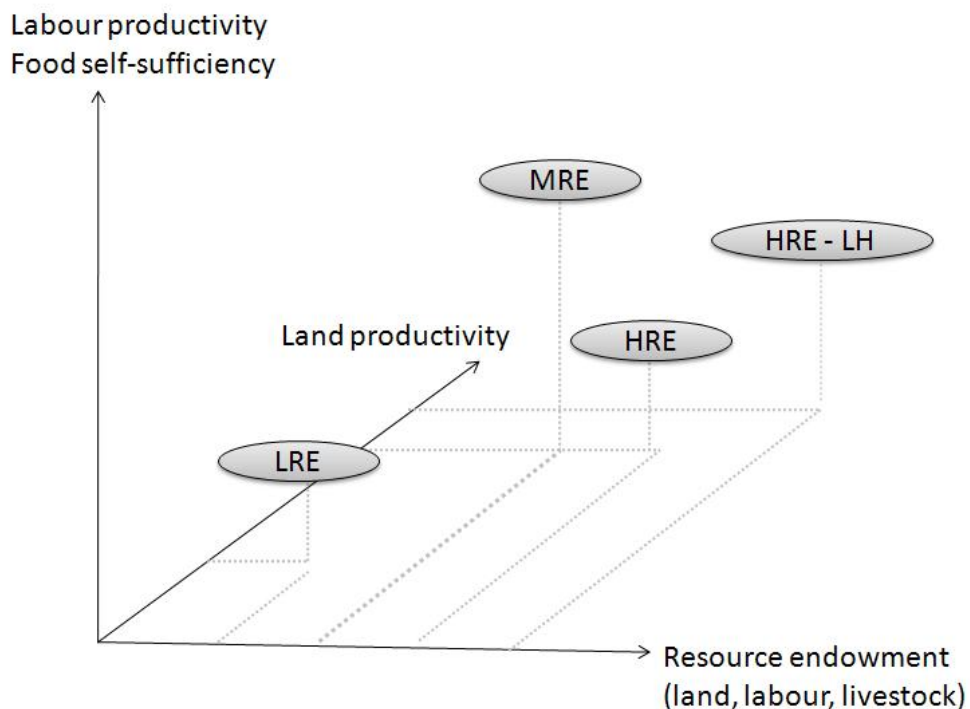 Labour productivity
Food self-sufficiency
MRE
HRE - LH
Land productivity
HRE
LRE
Resource endowment
(land, labour, livestock)